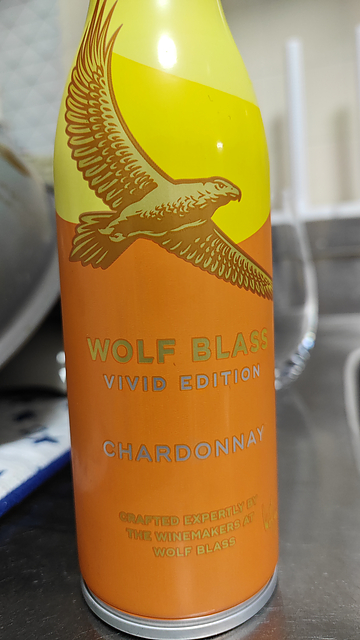 WOLF BLASS
VIVID EDITION
CHARDONNAY
CRAFTED EXPERTLY BY
THE WINEMAKERS AT
WOLF BLASS